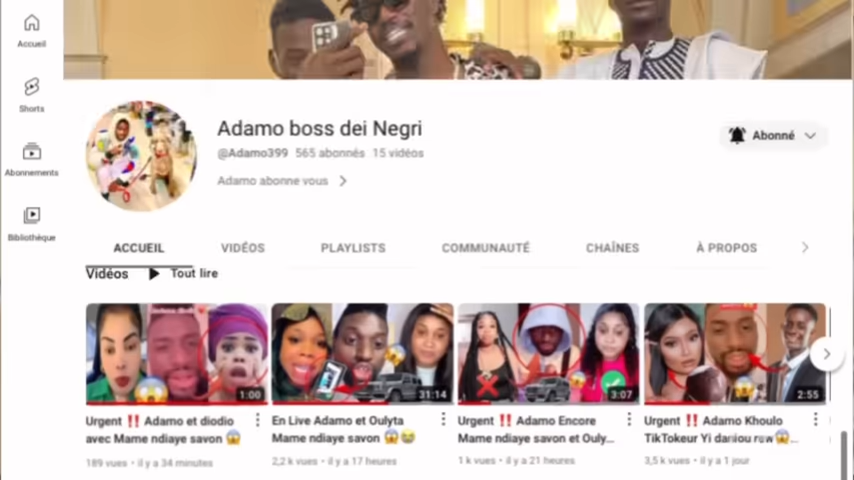 Accueil
Shorts
Abonnements
Bibliothèque
Adamo boss dei Negri
@Adamo399 565 abonnés 15 vidéos
Adamo abonne vous
Abonné
ACCUEIL VIDÉOS PLAYLISTS COMMUNAUTÉ CHAÎNES À PROPOS
Vidéos Tout lire
1:00
31:14
3:07
2:55
Urgent ‼️ Adamo et diodio
avec Mame ndiaye savon 😱
189 vues • il y a 34 minutes
En Live Adamo et Oulyta
Mame ndiaye savon 😱😭
2,2 k vues • il y a 17 heures
Urgent ‼️ Adamo Encore
Mame ndiaye savon et Ouly...
1 k vues • il y a 21 heures
Urgent ‼️ Adamo Khoulo
TikTokeur Yi daniou raw😱...
3,5 k vues • il y a 1 jour